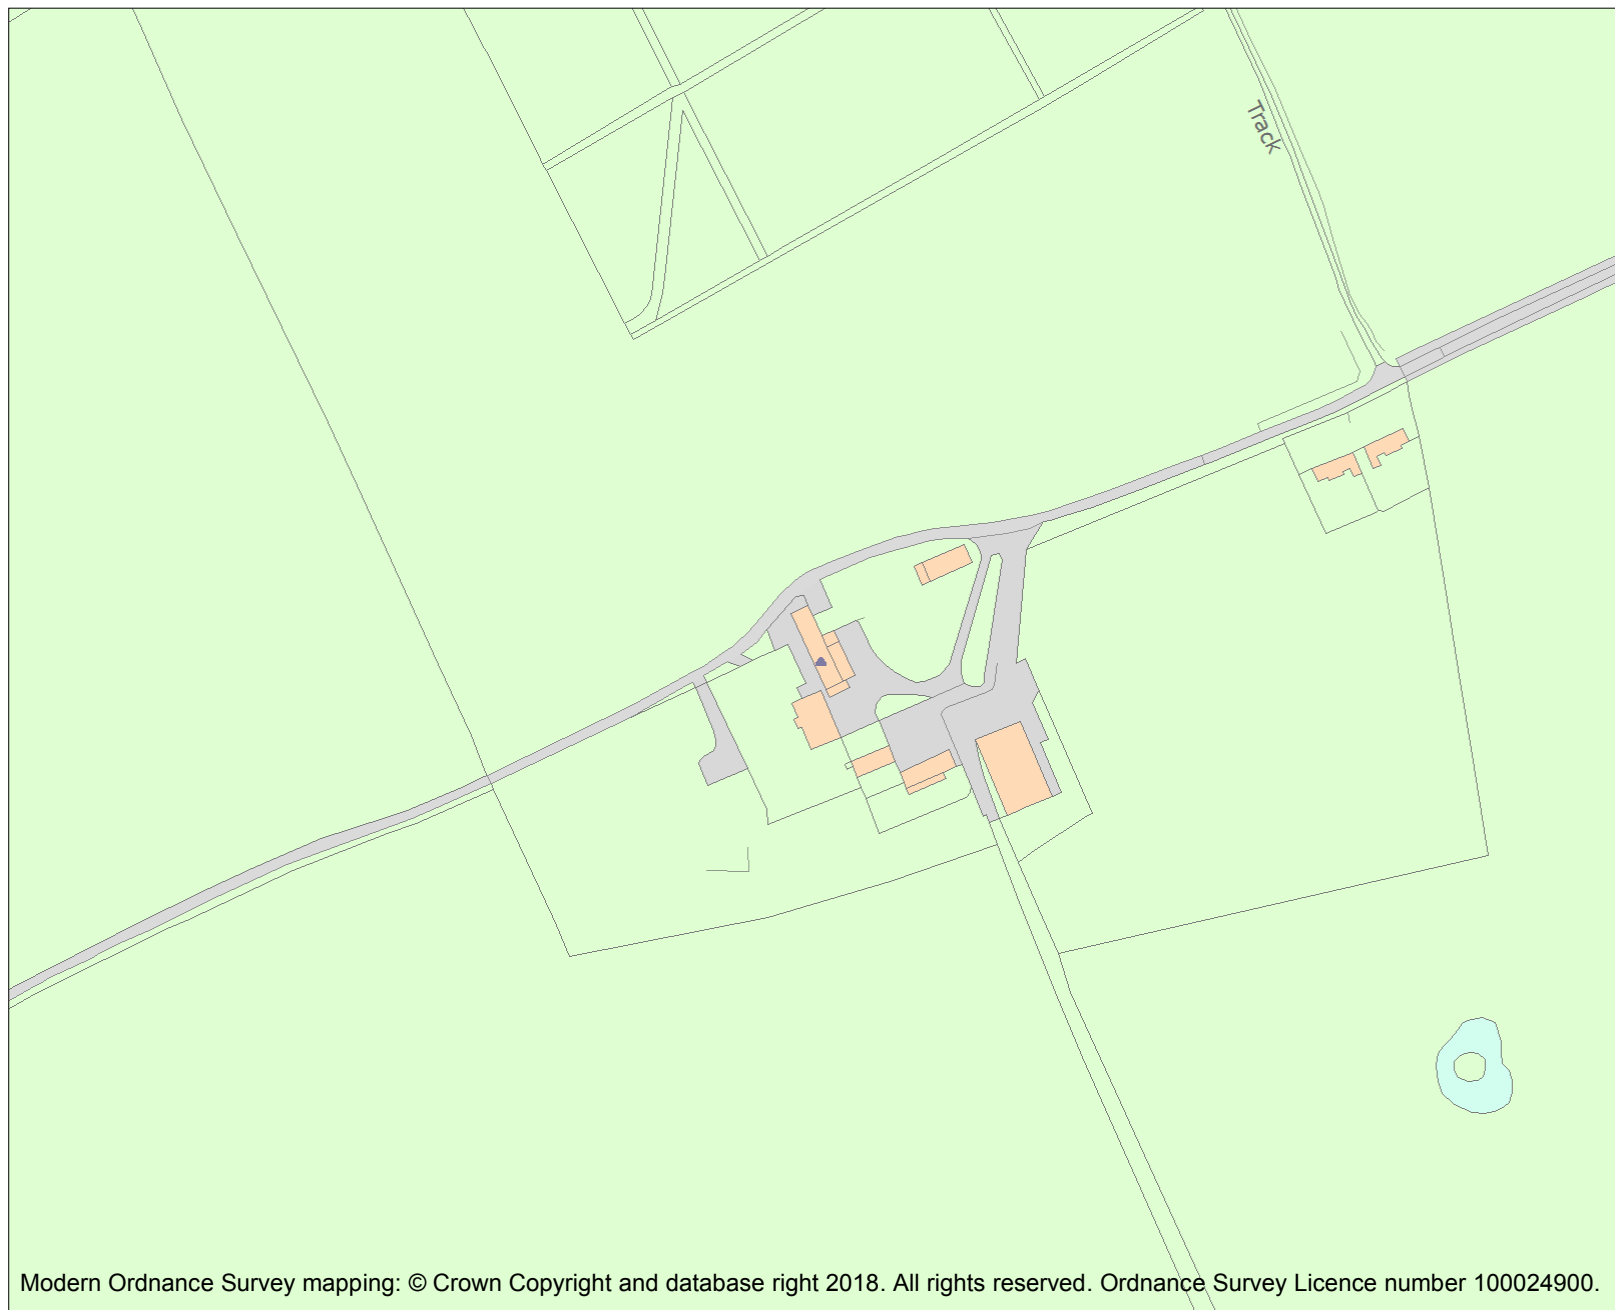 Track
Modern Ordnance Survey mapping: © Crown Copyright and database right 2018. All rights reserved. Ordnance Survey Licence number 100024900.